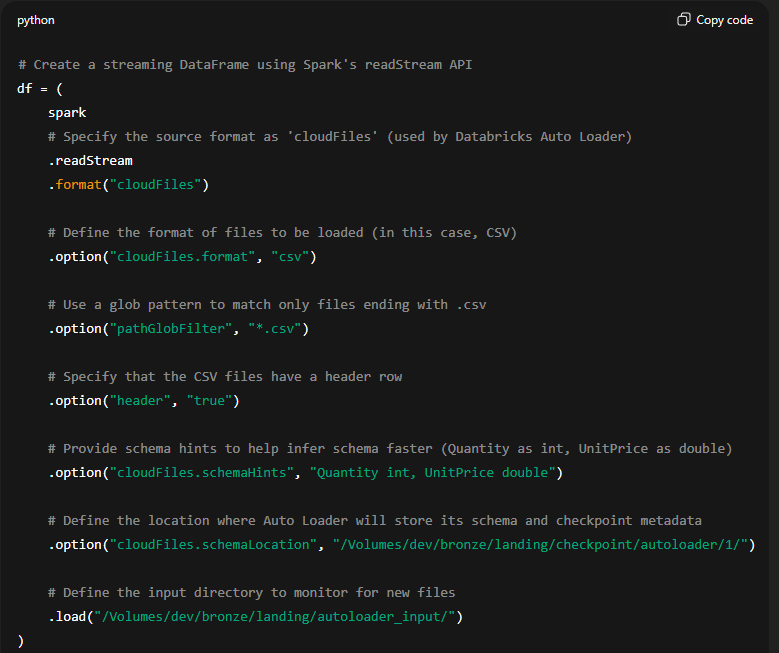 python
Copy code
# Create a streaming DataFrame using Spark's readStream API
df = (
    spark
    # Specify the source format as 'cloudFiles' (used by Databricks Auto Loader)
    .readStream
    .format("cloudFiles")

    # Define the format of files to be loaded (in this case, CSV)
    .option("cloudFiles.format", "csv")

    # Use a glob pattern to match only files ending with .csv
    .option("pathGlobFilter", "*.csv")

    # Specify that the CSV files have a header row
    .option("header", "true")

    # Provide schema hints to help infer schema faster (Quantity as int, UnitPrice as double)
    .option("cloudFiles.schemaHints", "Quantity int, UnitPrice double")

    # Define the location where Auto Loader will store its schema and checkpoint metadata
    .option("cloudFiles.schemaLocation", "/Volumes/dev/bronze/landing/checkpoint/autoloader/1/")

    # Define the input directory to monitor for new files
    .load("/Volumes/dev/bronze/landing/autoloader_input/")
)